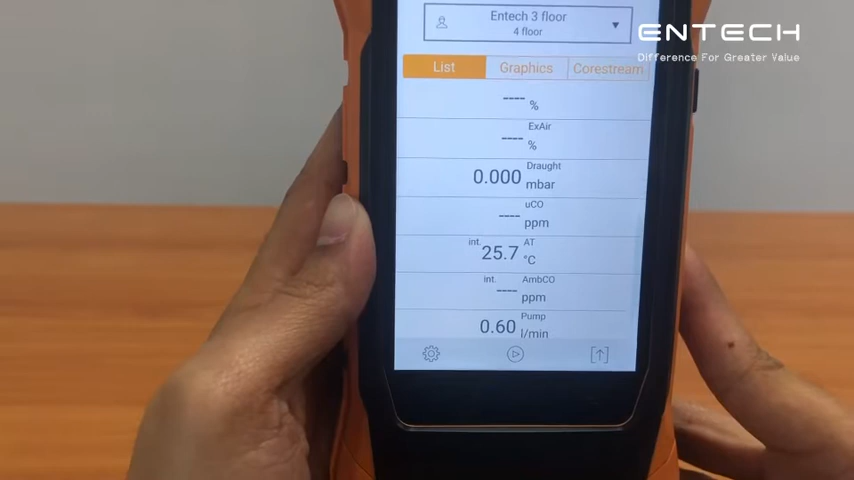 ENTECH
Difference For Greater Value
Entech 3 floor
4 floor
List
Graphics
Corestream
---- %
ExAir
---- %
Draught
0.000 mbar
uCO
---- ppm
int. 25.7 AT °C
int. ---- AmbCO ppm
Pump
0.60 l/min